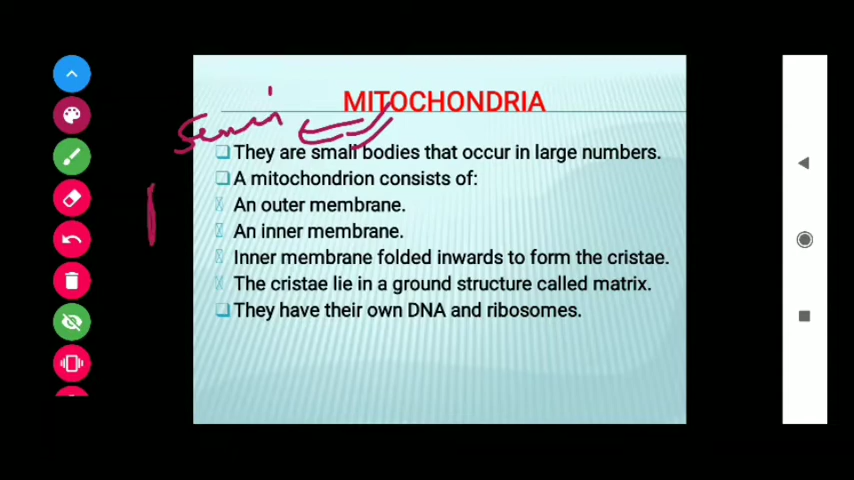 MITOCHONDRIA
Semi
❑ They are small bodies that occur in large numbers.
❑ A mitochondrion consists of:
An outer membrane.
An inner membrane.
Inner membrane folded inwards to form the cristae.
The cristae lie in a ground structure called matrix.
❑ They have their own DNA and ribosomes.